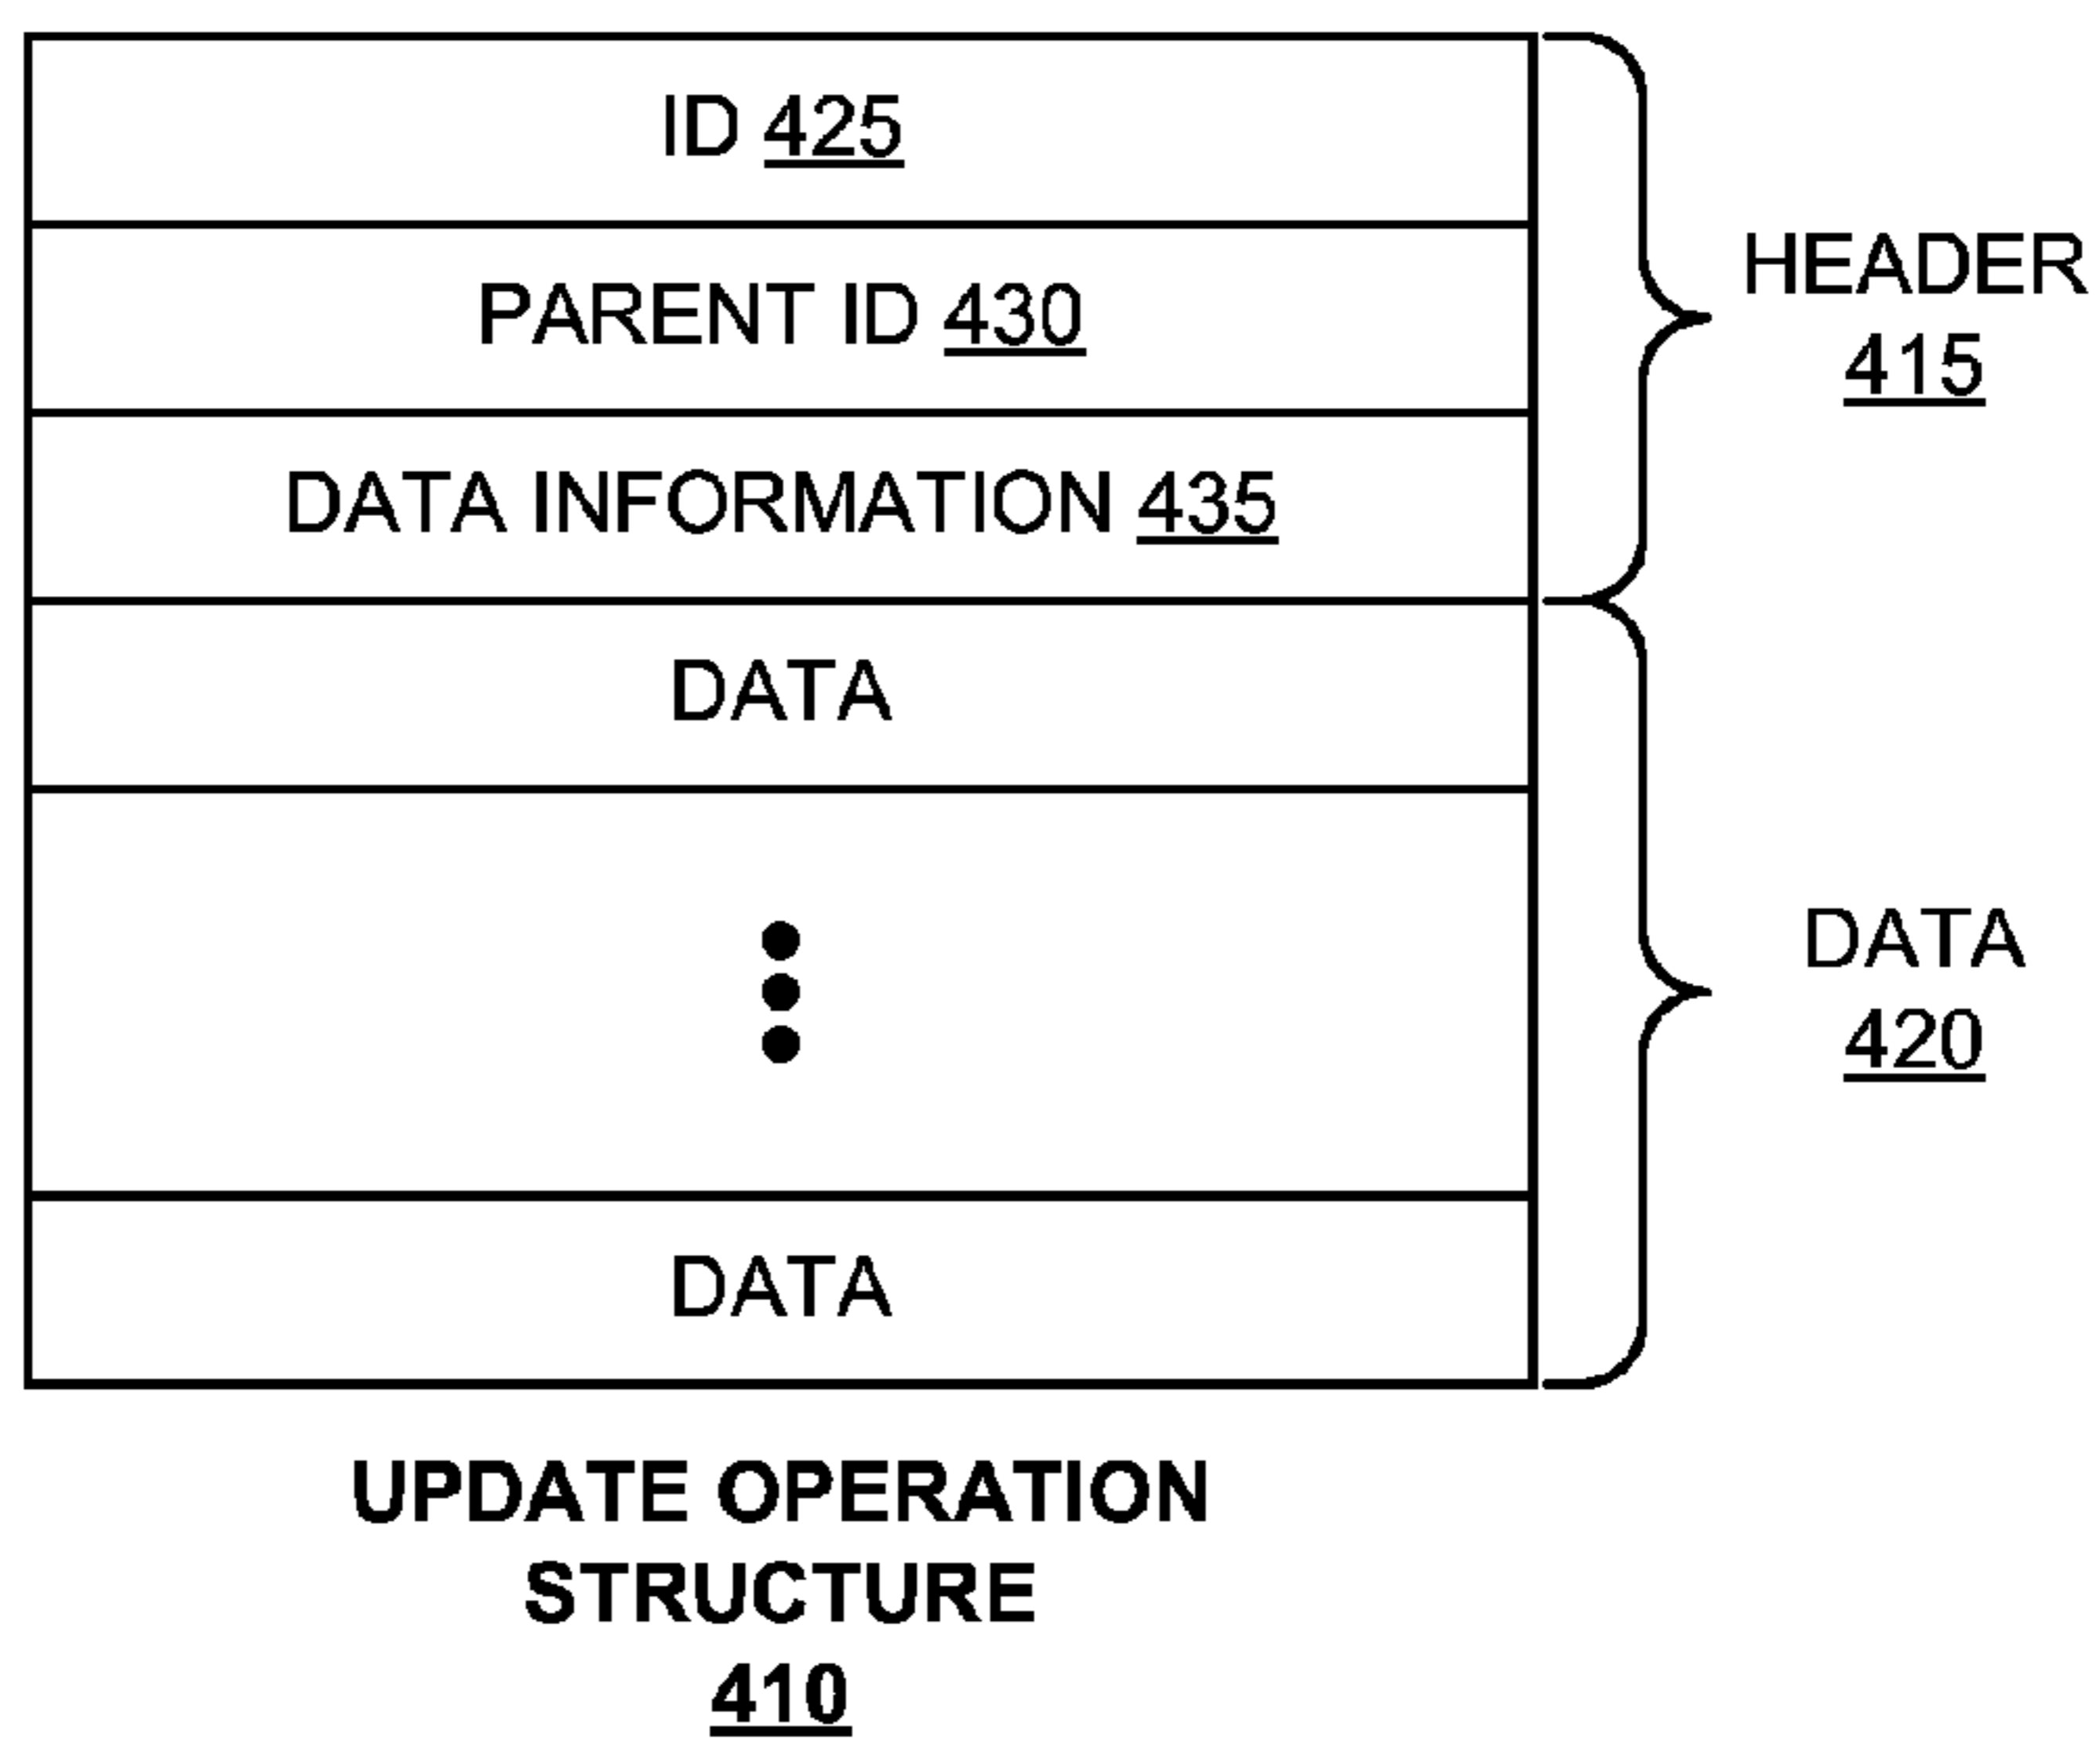 ID 425
PARENT ID 430
DATA INFORMATION 435
HEADER
415
DATA
DATA
DATA
420
UPDATE OPERATION
STRUCTURE
410